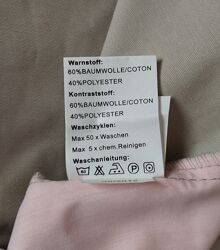 Warnstoff:
60%BAUMWOLLE/COTON
40%POLYESTER
Kontraststoff:
60%BAUMWOLLE/COTON
40%POLYESTER
Waschzyklen:
Max 50 x Waschen
Max 5 x chem.Reinigen
Waschanleitung: